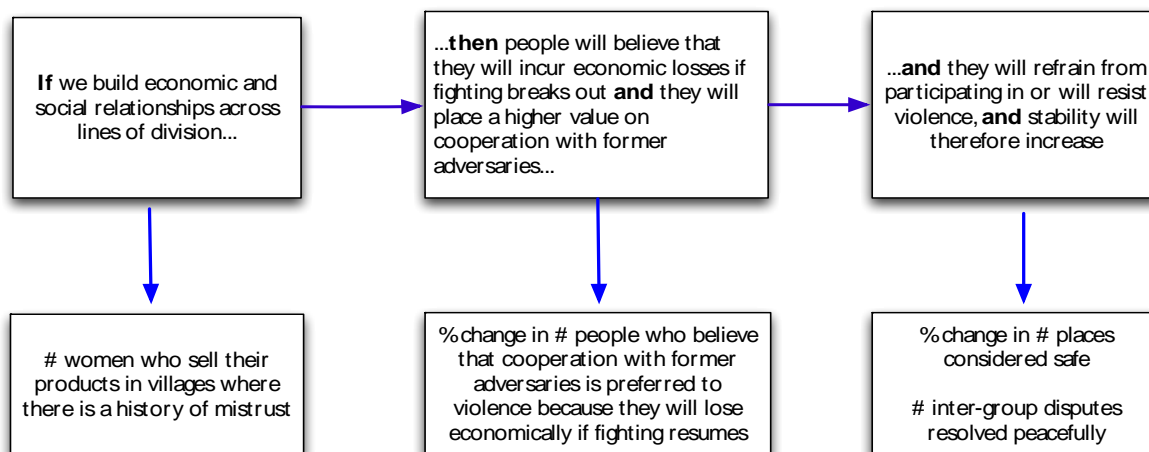 If we build economic and
social relationships across
lines of division...
...then people will believe that
they will incur economic losses if
fighting breaks out and they will
place a higher value on
cooperation with former
adversaries...
...and they will refrain from
participating in or will resist
violence, and stability will
therefore increase
# women who sell their
products in villages where
there is a history of mistrust
% change in # people who believe
that cooperation with former
adversaries is preferred to
violence because they will lose
economically if fighting resumes
% change in # places
considered safe
# inter-group disputes
resolved peacefully